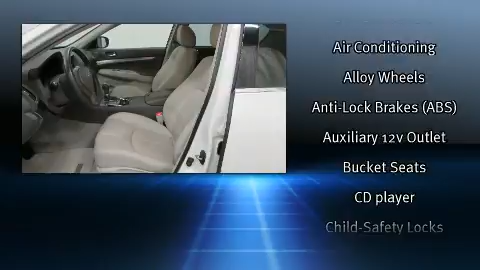 Air Conditioning
Alloy Wheels
Anti-Lock Brakes (ABS)
Auxiliary 12v Outlet
Bucket Seats
CD player
Child-Safety Locks